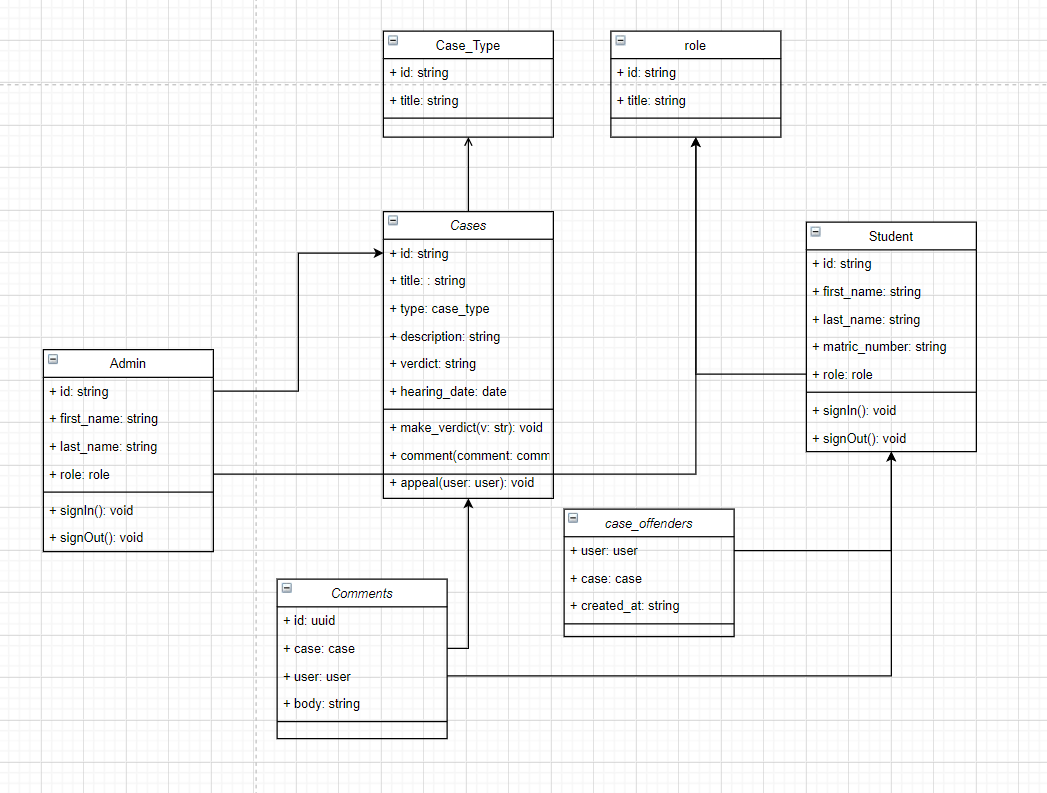 Case_Type
+ id: string
+ title: string
role
+ id: string
+ title: string
Cases
+ id: string
+ title: : string
+ type: case_type
+ description: string
+ verdict: string
+ hearing_date: date
+ make_verdict(v: str): void
+ comment(comment: comm
+ appeal(user: user): void
Student
+ id: string
+ first_name: string
+ last_name: string
+ matric_number: string
+ role: role
+ signIn(): void
+ signOut(): void
Admin
+ id: string
+ first_name: string
+ last_name: string
+ role: role
+ signIn(): void
+ signOut(): void
case_offenders
+ user: user
+ case: case
+ created_at: string
Comments
+ id: uuid
+ case: case
+ user: user
+ body: string